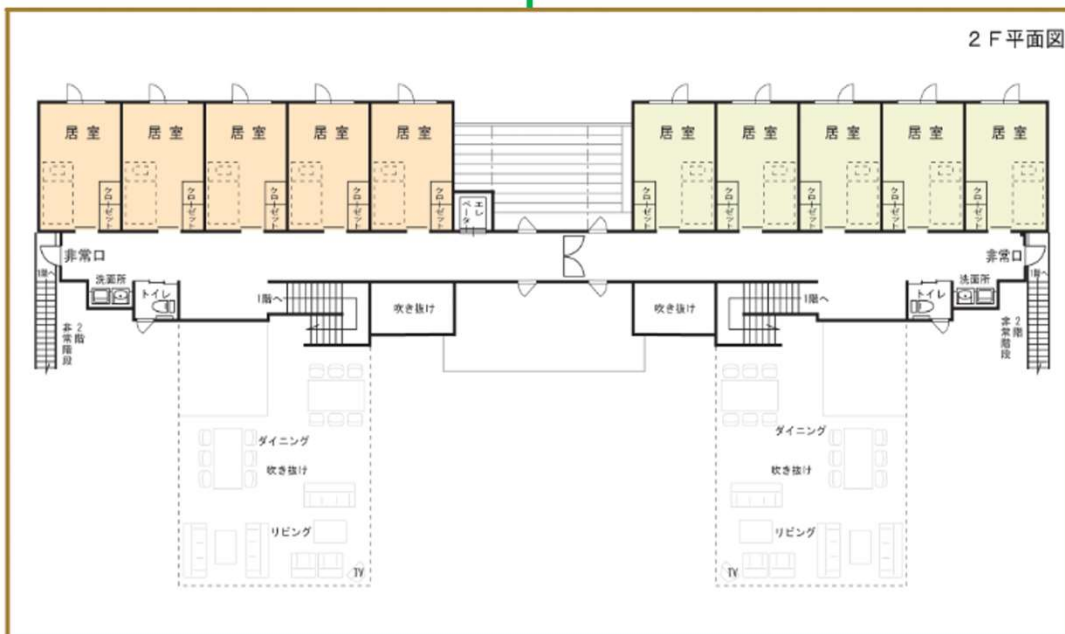 2F平面図
居室
居室
居室
居室
居室
居室
居室
居室
居室
居室
クローゼット
クローゼット
クローゼット
クローゼット
クローゼット
エレ
ベーター
クローゼット
クローゼット
クローゼット
クローゼット
クローゼット
非常口
非常口
1階へ
洗面所
トイレ
1階へ
吹き抜け
吹き抜け
1階へ
トイレ
洗面所
1階へ
2階
非常階段
2階
非常階段
ダイニング
吹き抜け
リビング
TV
ダイニング
吹き抜け
リビング
TV